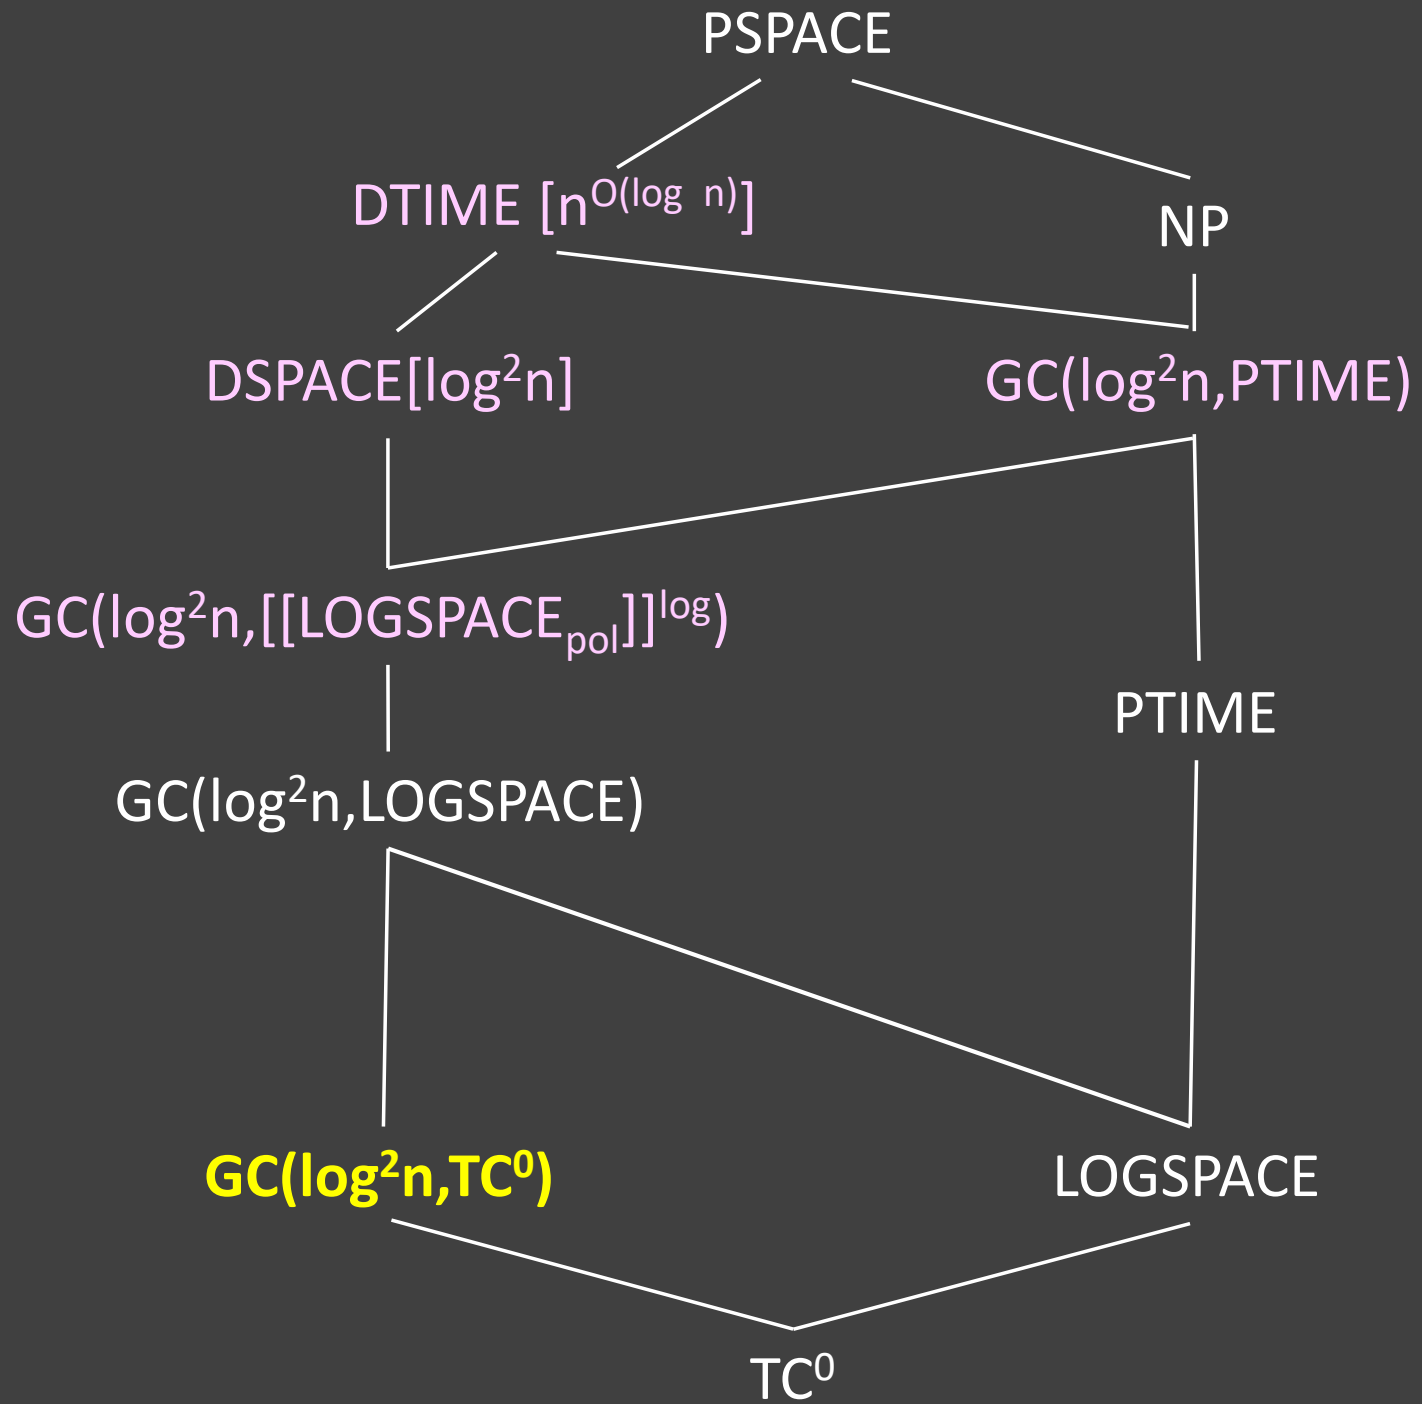 PSPACE
DTIME [n^O(log n)]
NP
DSPACE[log²n]
GC(log²n,PTIME)
GC(log²n,[[LOGSPACE_pol]]^log)
PTIME
GC(log²n,LOGSPACE)
GC(log²n,TC⁰)
LOGSPACE
TC⁰